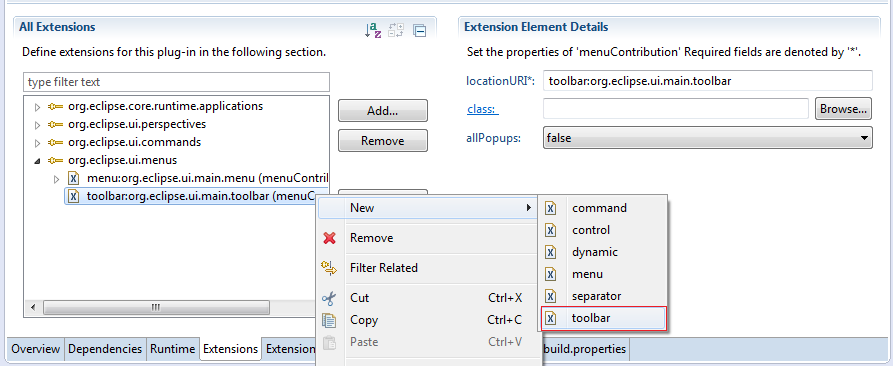 All Extensions
Define extensions for this plug-in in the following section.
type filter text
org.eclipse.core.runtime.applications
org.eclipse.ui.perspectives
org.eclipse.ui.commands
org.eclipse.ui.menus
menu:org.eclipse.ui.main.menu (menuContril
toolbar:org.eclipse.ui.main.toolbar (menuC
Add...
Remove
Extension Element Details
Set the properties of 'menuContribution' Required fields are denoted by '*'.
locationURI*: toolbar:org.eclipse.ui.main.toolbar
class: Browse...
allPopups: false
New
Remove
Filter Related
Cut Ctrl+X
Copy Ctrl+C
Paste Ctrl+V
command
control
dynamic
menu
separator
toolbar
Overview Dependencies Runtime Extensions Extension build.properties